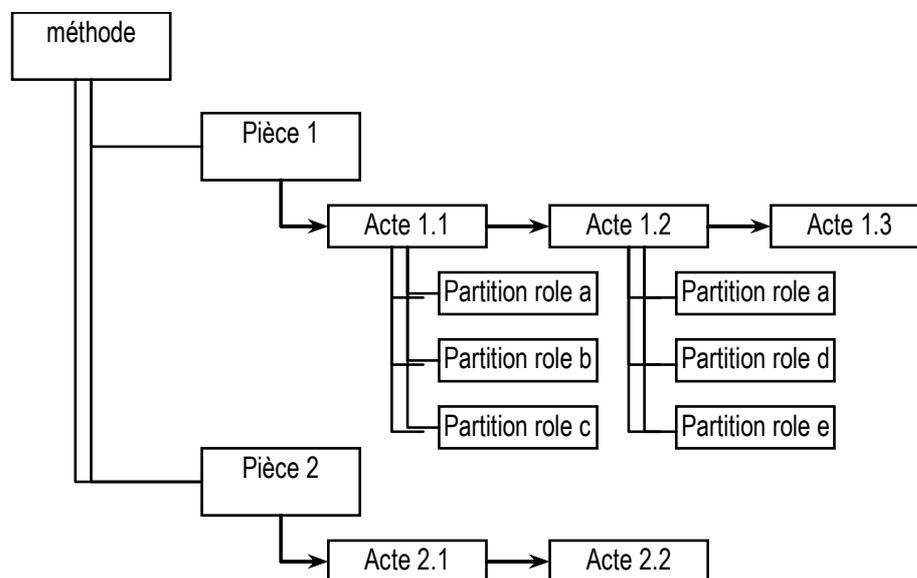 méthode
Pièce 1
Acte 1.1
Acte 1.2
Acte 1.3
Partition role a
Partition role a
Partition role b
Partition role d
Partition role c
Partition role e
Pièce 2
Acte 2.1
Acte 2.2